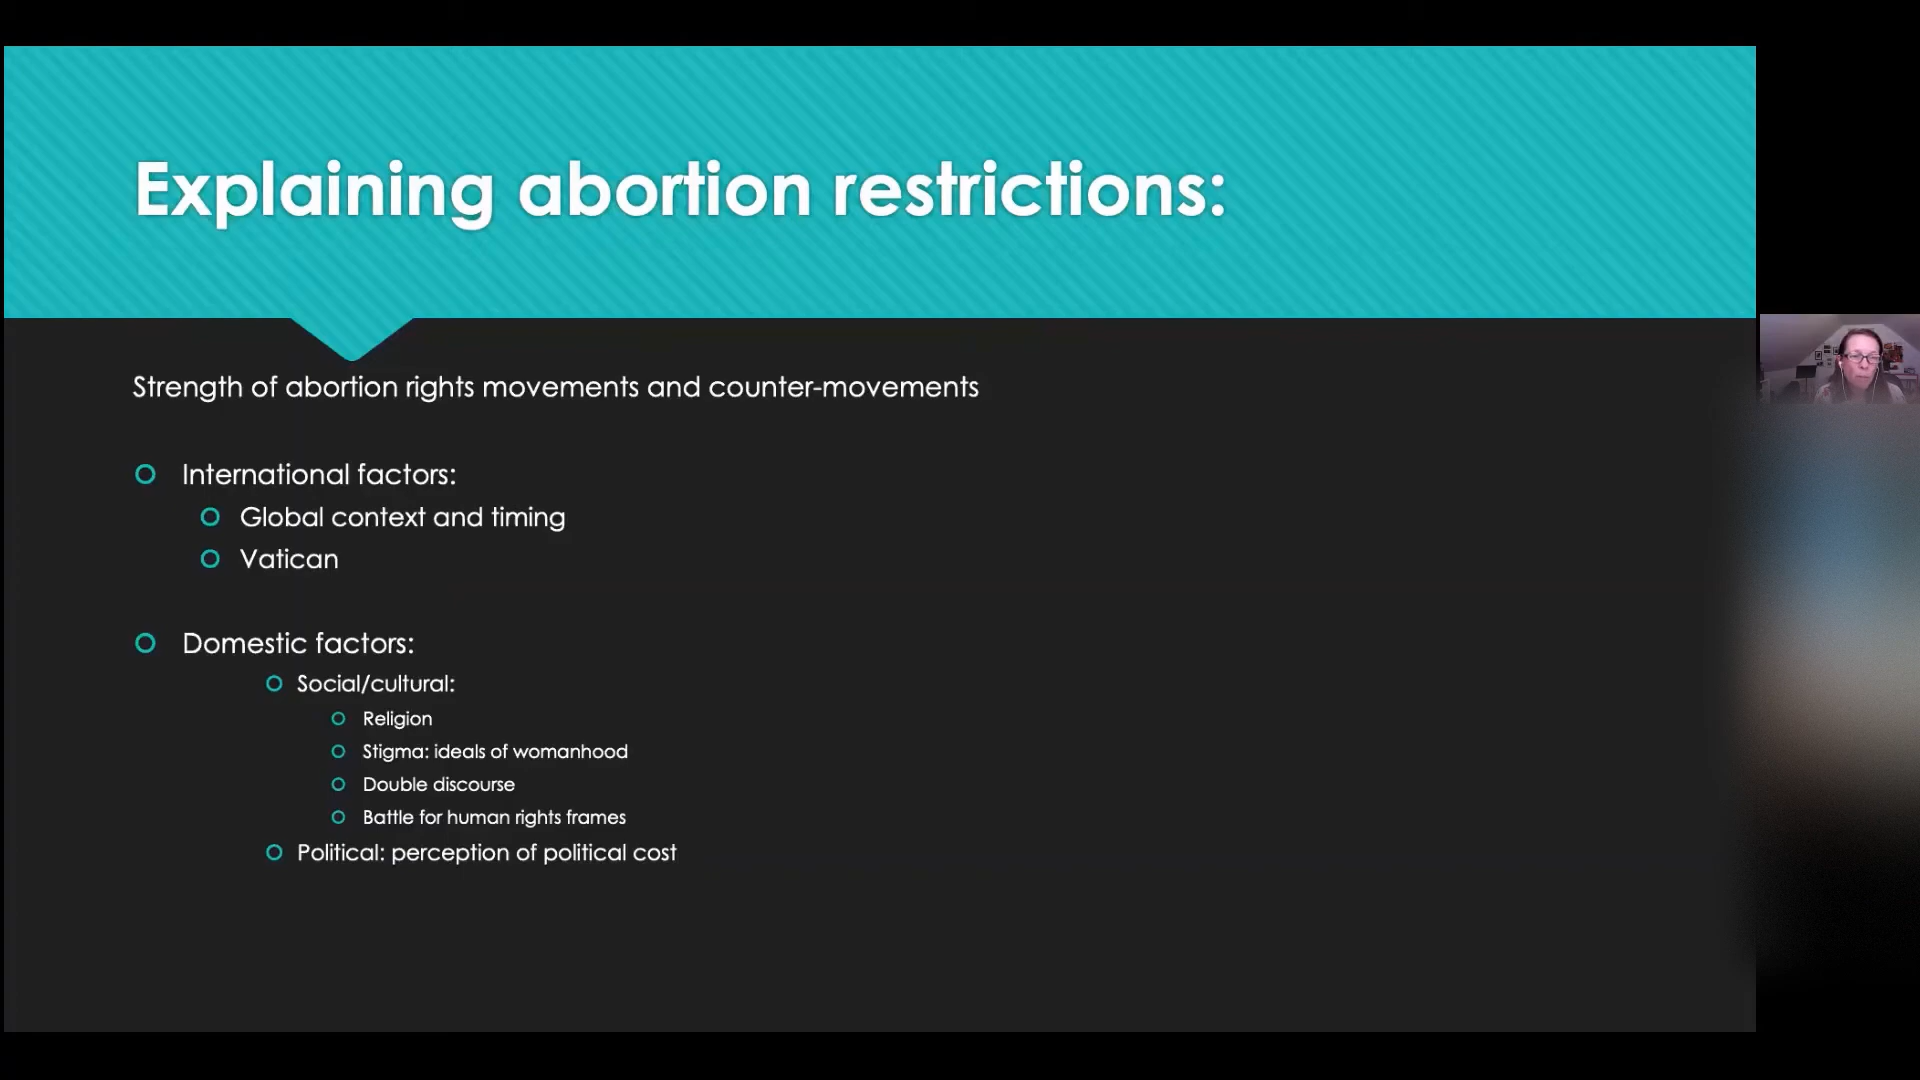 Explaining abortion restrictions:
Strength of abortion rights movements and counter-movements
International factors:
Global context and timing
Vatican
Domestic factors:
Social/cultural:
Religion
Stigma: ideals of womanhood
Double discourse
Battle for human rights frames
Political: perception of political cost